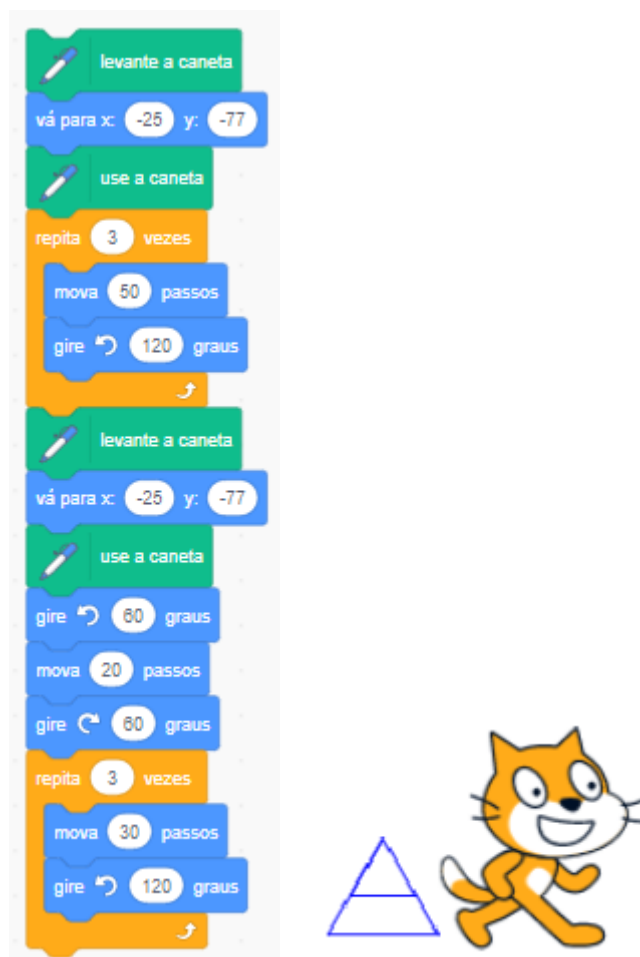 levante a caneta
vá para x: -25 y: -77
use a caneta
repita 3 vezes
mova 50 passos
gire 120 graus
levante a caneta
vá para x: -25 y: -77
use a caneta
gire 60 graus
mova 20 passos
gire 60 graus
repita 3 vezes
mova 30 passos
gire 120 graus